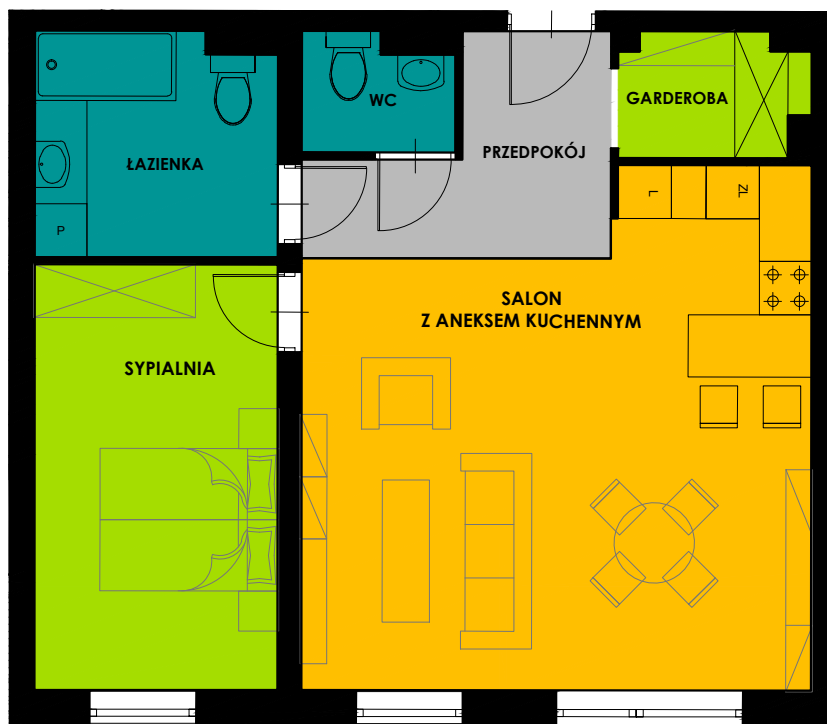 WC
GARDEROBA
PRZEDPOKÓJ
ŁAZIENKA
L
ZL
P
SALON
Z ANEKSEM KUCHENNYM
SYPIALNIA